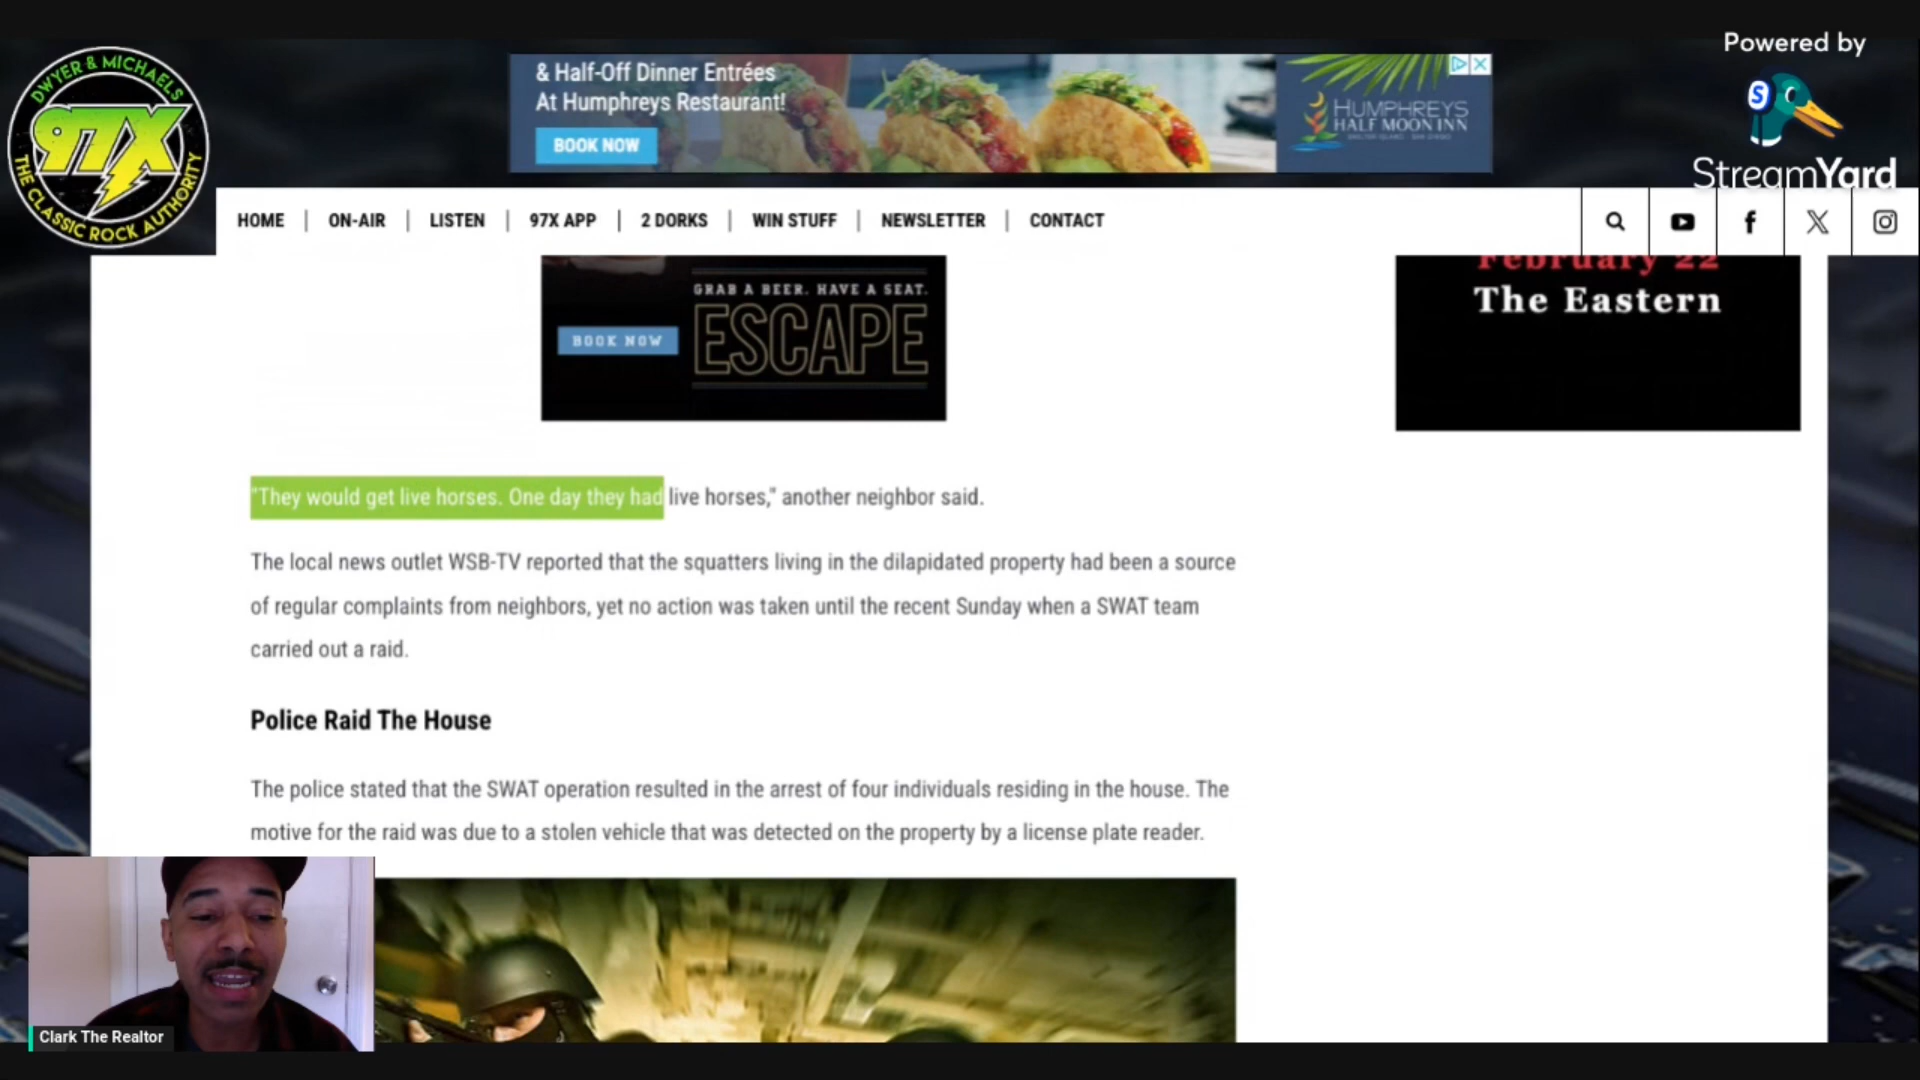 DWYER & MICHAELS
97X
THE CLASSIC ROCK AUTHORITY
& Half-Off Dinner Entrées
At Humphreys Restaurant!
BOOK NOW
HUMPHREYS
HALF MOON INN
Powered by
S
StreamYard
HOME | ON-AIR | LISTEN | 97X APP | 2 DORKS | WIN STUFF | NEWSLETTER | CONTACT
GRAB A BEER. HAVE A SEAT.
ESCAPE
BOOK NOW
February 22
The Eastern
"They would get live horses. One day they had live horses," another neighbor said.
The local news outlet WSB-TV reported that the squatters living in the dilapidated property had been a source
of regular complaints from neighbors, yet no action was taken until the recent Sunday when a SWAT team
carried out a raid.
Police Raid The House
The police stated that the SWAT operation resulted in the arrest of four individuals residing in the house. The
motive for the raid was due to a stolen vehicle that was detected on the property by a license plate reader.
Clark The Realtor